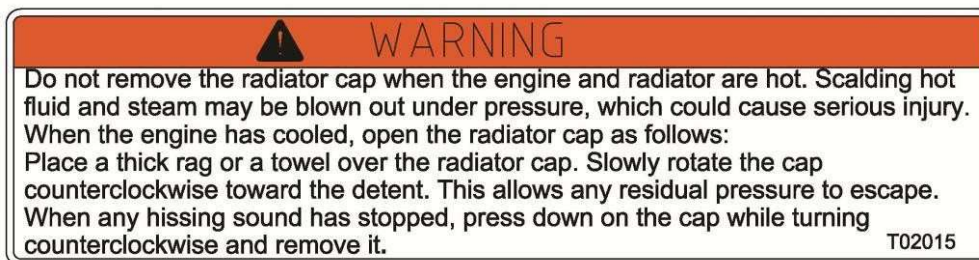 WARNING
Do not remove the radiator cap when the engine and radiator are hot. Scalding hot
fluid and steam may be blown out under pressure, which could cause serious injury.
When the engine has cooled, open the radiator cap as follows:
Place a thick rag or a towel over the radiator cap. Slowly rotate the cap
counterclockwise toward the detent. This allows any residual pressure to escape.
When any hissing sound has stopped, press down on the cap while turning
counterclockwise and remove it.
T02015